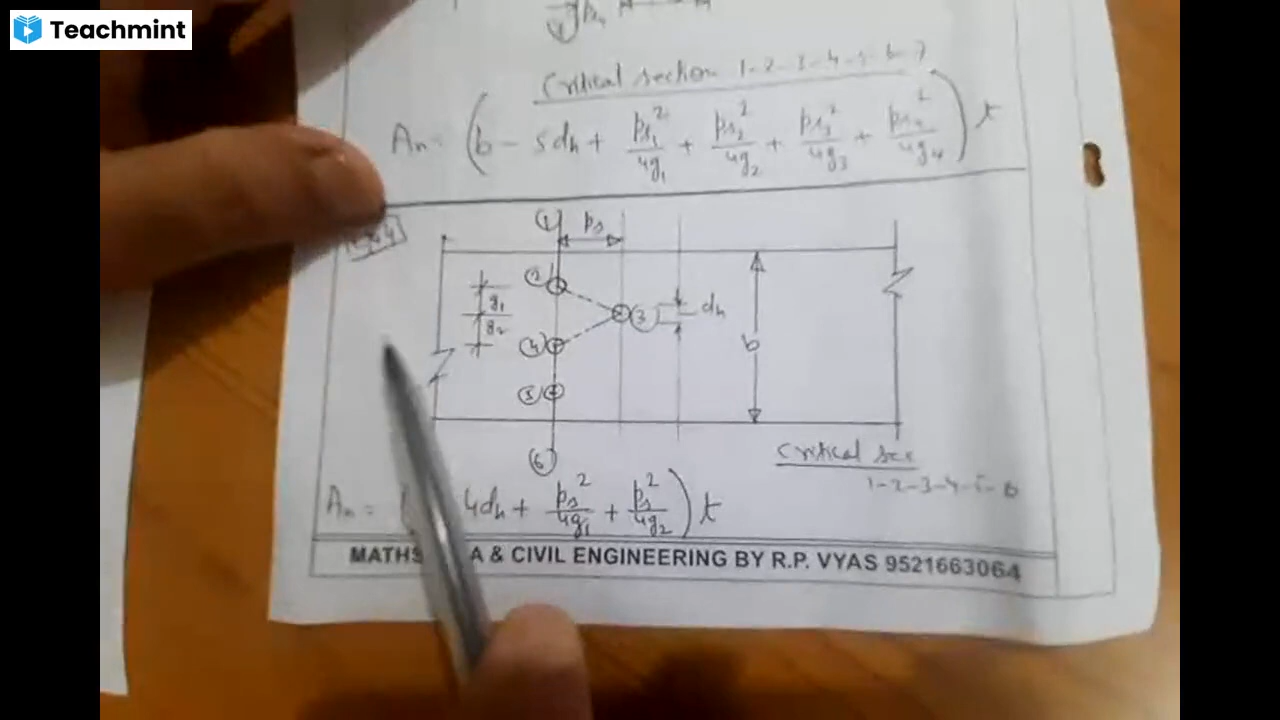 Teachmint
Critical section 1-2-3-4-5-6-7
An = (b - 5dh + ps₁²/4g₁ + ps₂²/4g₂ + ps₃²/4g₃ + ps₄²/4g₄) t
1 ps
2
g₁
3 dh
g₂
4 b
5
6
Critical sec
1-2-3-4-5-6
An = 4dh + ps²/4g₁ + ps²/4g₂) t
MATHS & CIVIL ENGINEERING BY R.P. VYAS 9521663064